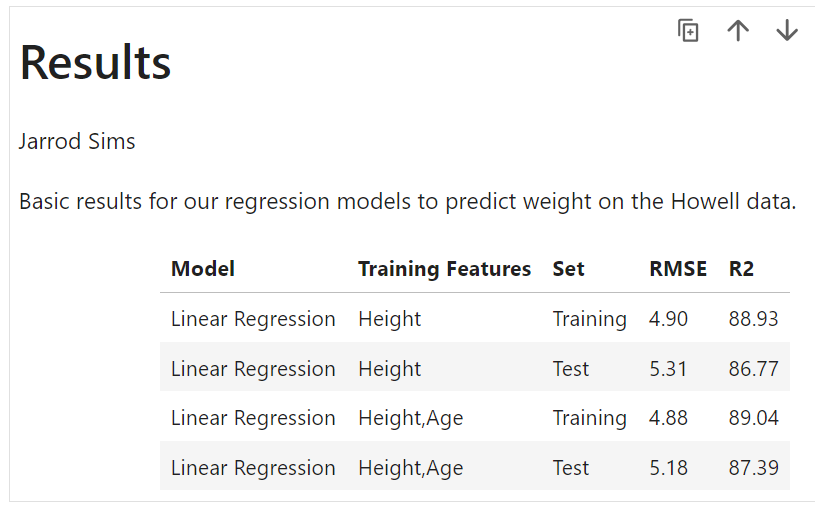 Results
Jarrod Sims
Basic results for our regression models to predict weight on the Howell data.
Model Training Features Set RMSE R2
Linear Regression Height Training 4.90 88.93
Linear Regression Height Test 5.31 86.77
Linear Regression Height,Age Training 4.88 89.04
Linear Regression Height,Age Test 5.18 87.39